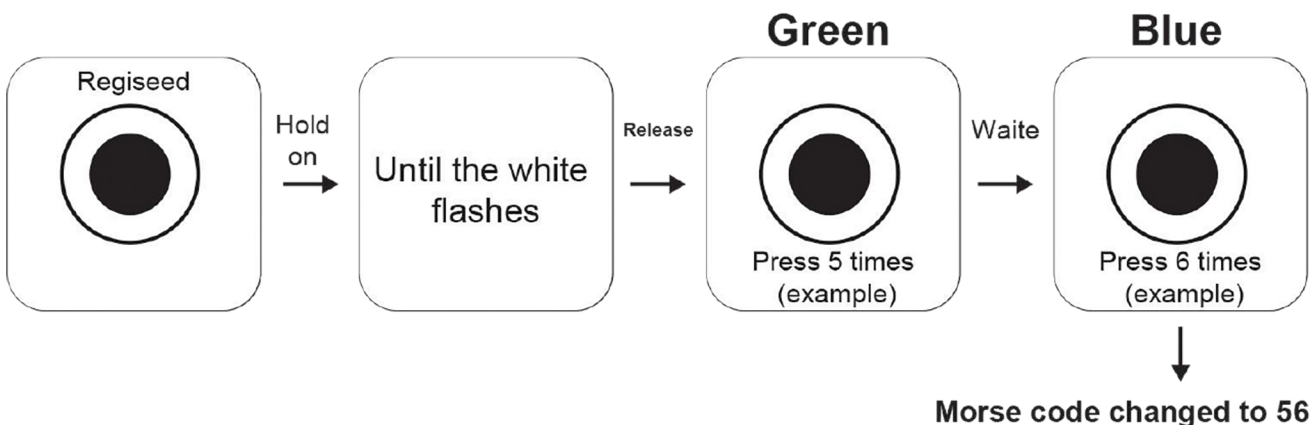 Regiseed
Hold
on
Until the white
flashes
Release
Green
Press 5 times
(example)
Waite
Blue
Press 6 times
(example)
Morse code changed to 56